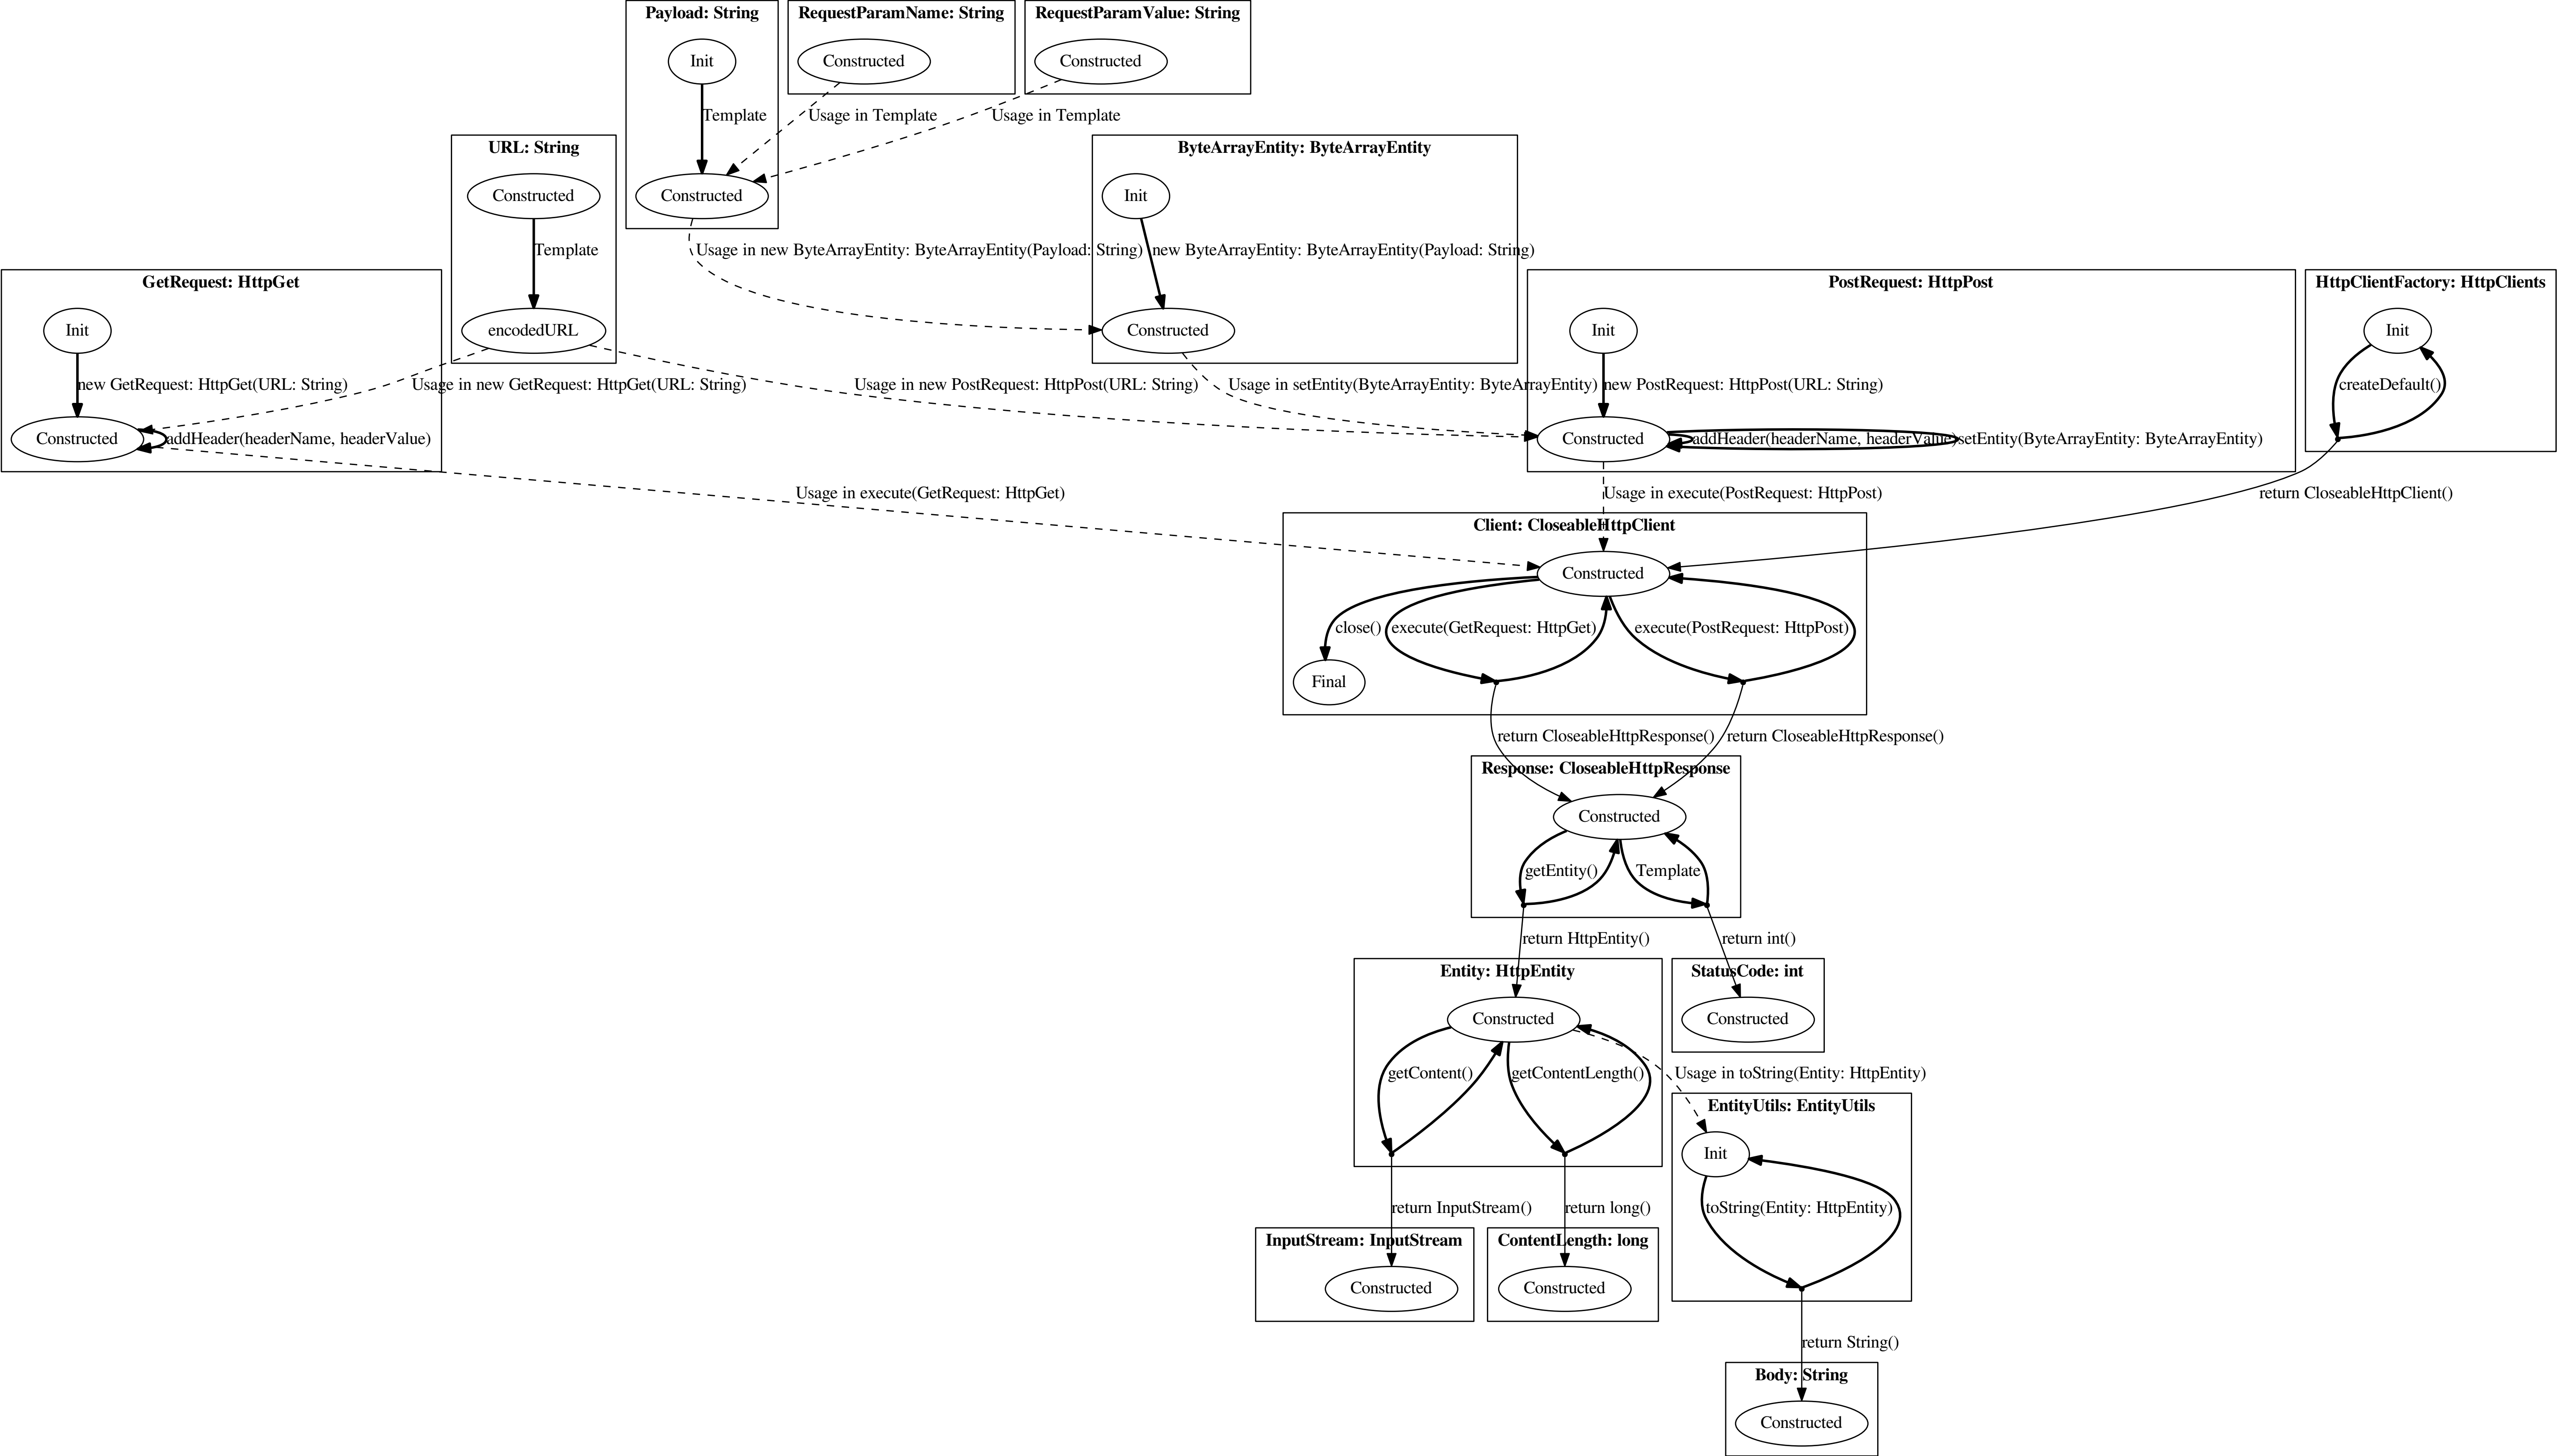 Payload: String
RequestParamName: String
RequestParamValue: String
Init
Constructed
Constructed
Template
Usage in Template
Usage in Template
URL: String
ByteArrayEntity: ByteArrayEntity
Constructed
Constructed
Init
Template
Usage in new ByteArrayEntity: ByteArrayEntity(Payload: String)
new ByteArrayEntity: ByteArrayEntity(Payload: String)
GetRequest: HttpGet
PostRequest: HttpPost
HttpClientFactory: HttpClients
Init
encodedURL
Constructed
Init
Init
new GetRequest: HttpGet(URL: String)
Usage in new GetRequest: HttpGet(URL: String)
Usage in new PostRequest: HttpPost(URL: String)
Usage in setEntity(ByteArrayEntity: ByteArrayEntity)
new PostRequest: HttpPost(URL: String)
createDefault()
Constructed
addHeader(headerName, headerValue)
Constructed
addHeader(headerName, headerValue)
setEntity(ByteArrayEntity: ByteArrayEntity)
Usage in execute(GetRequest: HttpGet)
Usage in execute(PostRequest: HttpPost)
return CloseableHttpClient()
Client: CloseableHttpClient
Constructed
close()
execute(GetRequest: HttpGet)
execute(PostRequest: HttpPost)
Final
return CloseableHttpResponse()
return CloseableHttpResponse()
Response: CloseableHttpResponse
Constructed
getEntity()
Template
return HttpEntity()
return int()
Entity: HttpEntity
StatusCode: int
Constructed
Constructed
getContent()
getContentLength()
Usage in toString(Entity: HttpEntity)
EntityUtils: EntityUtils
Init
return InputStream()
return long()
toString(Entity: HttpEntity)
InputStream: InputStream
ContentLength: long
Constructed
Constructed
return String()
Body: String
Constructed